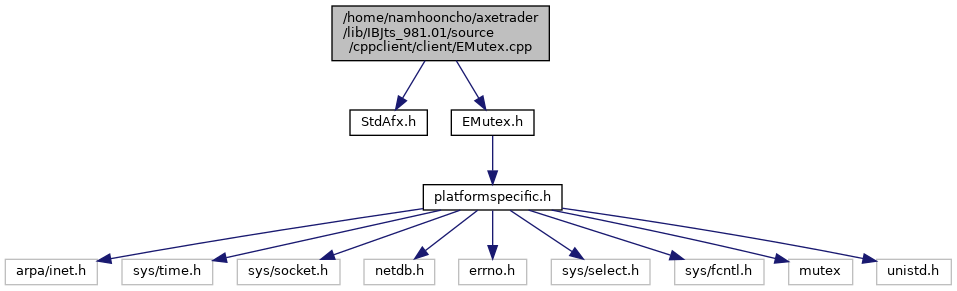 /home/namhooncho/axetrader
/lib/IBJts_981.01/source
/cppclient/client/EMutex.cpp
StdAfx.h
EMutex.h
platformspecific.h
arpa/inet.h
sys/time.h
sys/socket.h
netdb.h
errno.h
sys/select.h
sys/fcntl.h
mutex
unistd.h